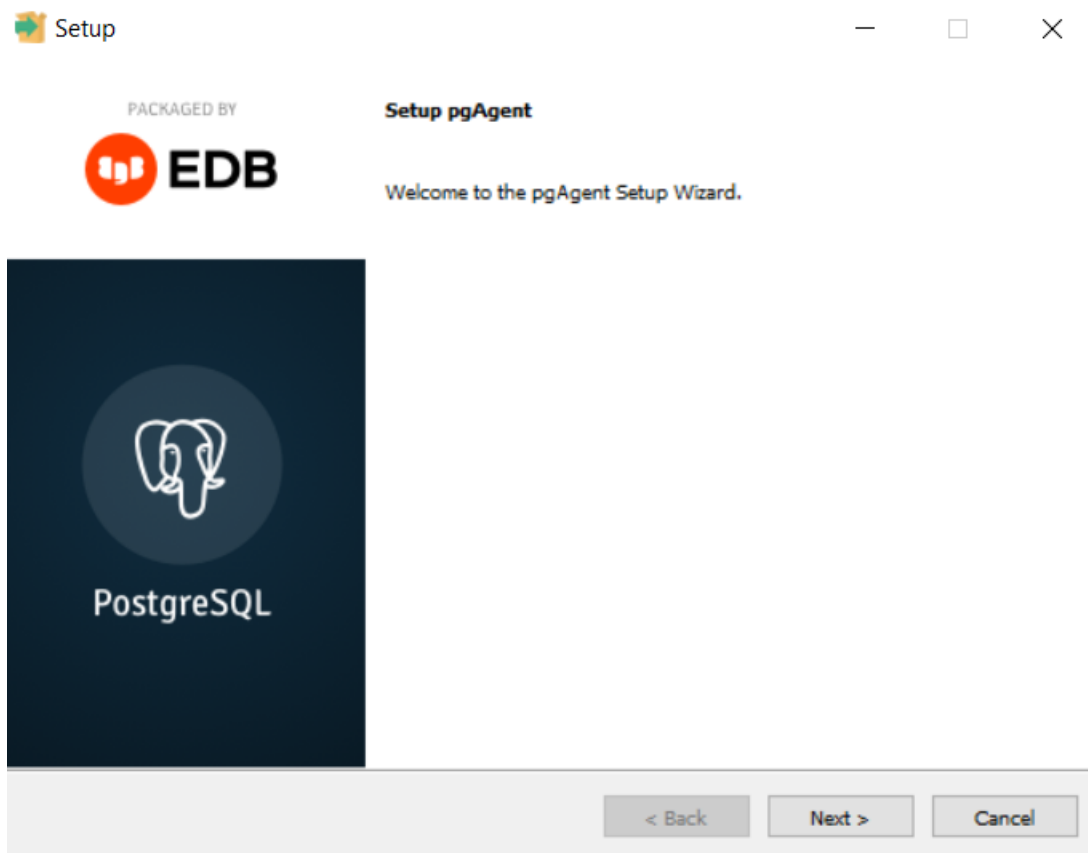 Setup
PACKAGED BY
EDB
Setup pgAgent
Welcome to the pgAgent Setup Wizard.
PostgreSQL
< Back
Next >
Cancel